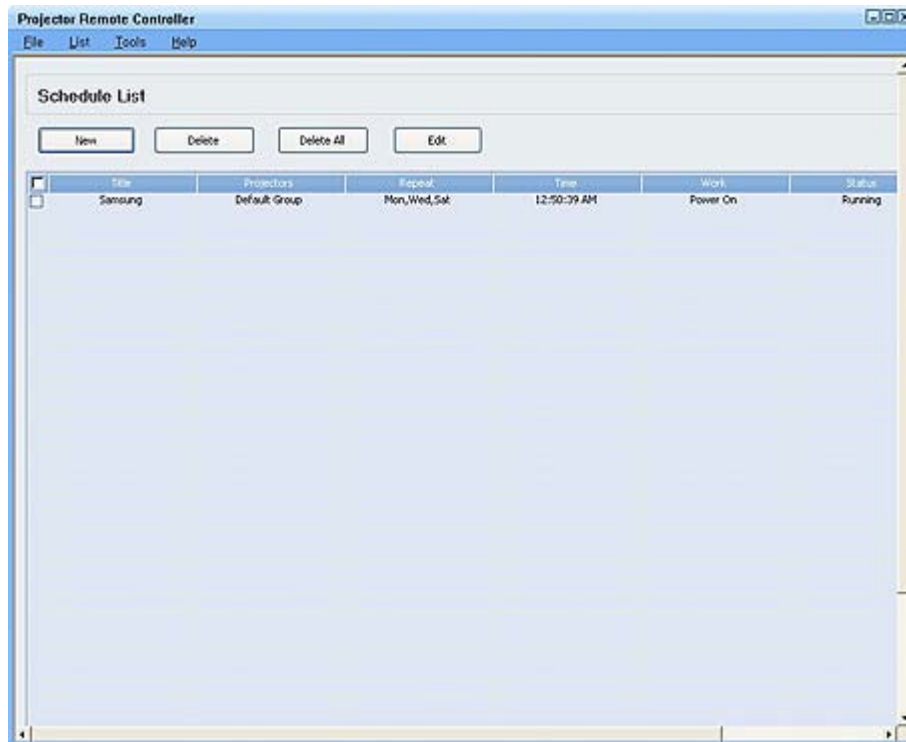 Projector Remote Controller
File List Tools Help
Schedule List
New Delete Delete All Edit
Title Projectors Repeat Time Work Status
Samsung Default Group Mon,Wed,Sat 12:50:39 AM Power On Running